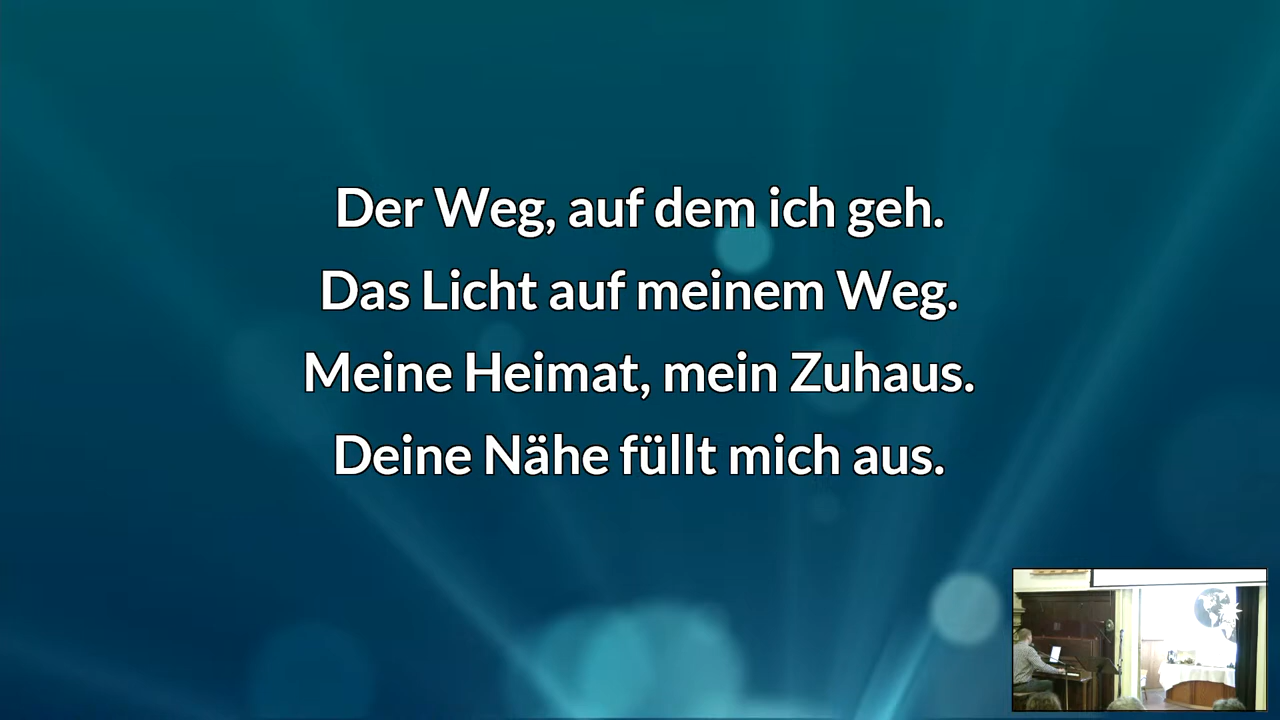 Der Weg, auf dem ich geh.
Das Licht auf meinem Weg.
Meine Heimat, mein Zuhaus.
Deine Nähe füllt mich aus.